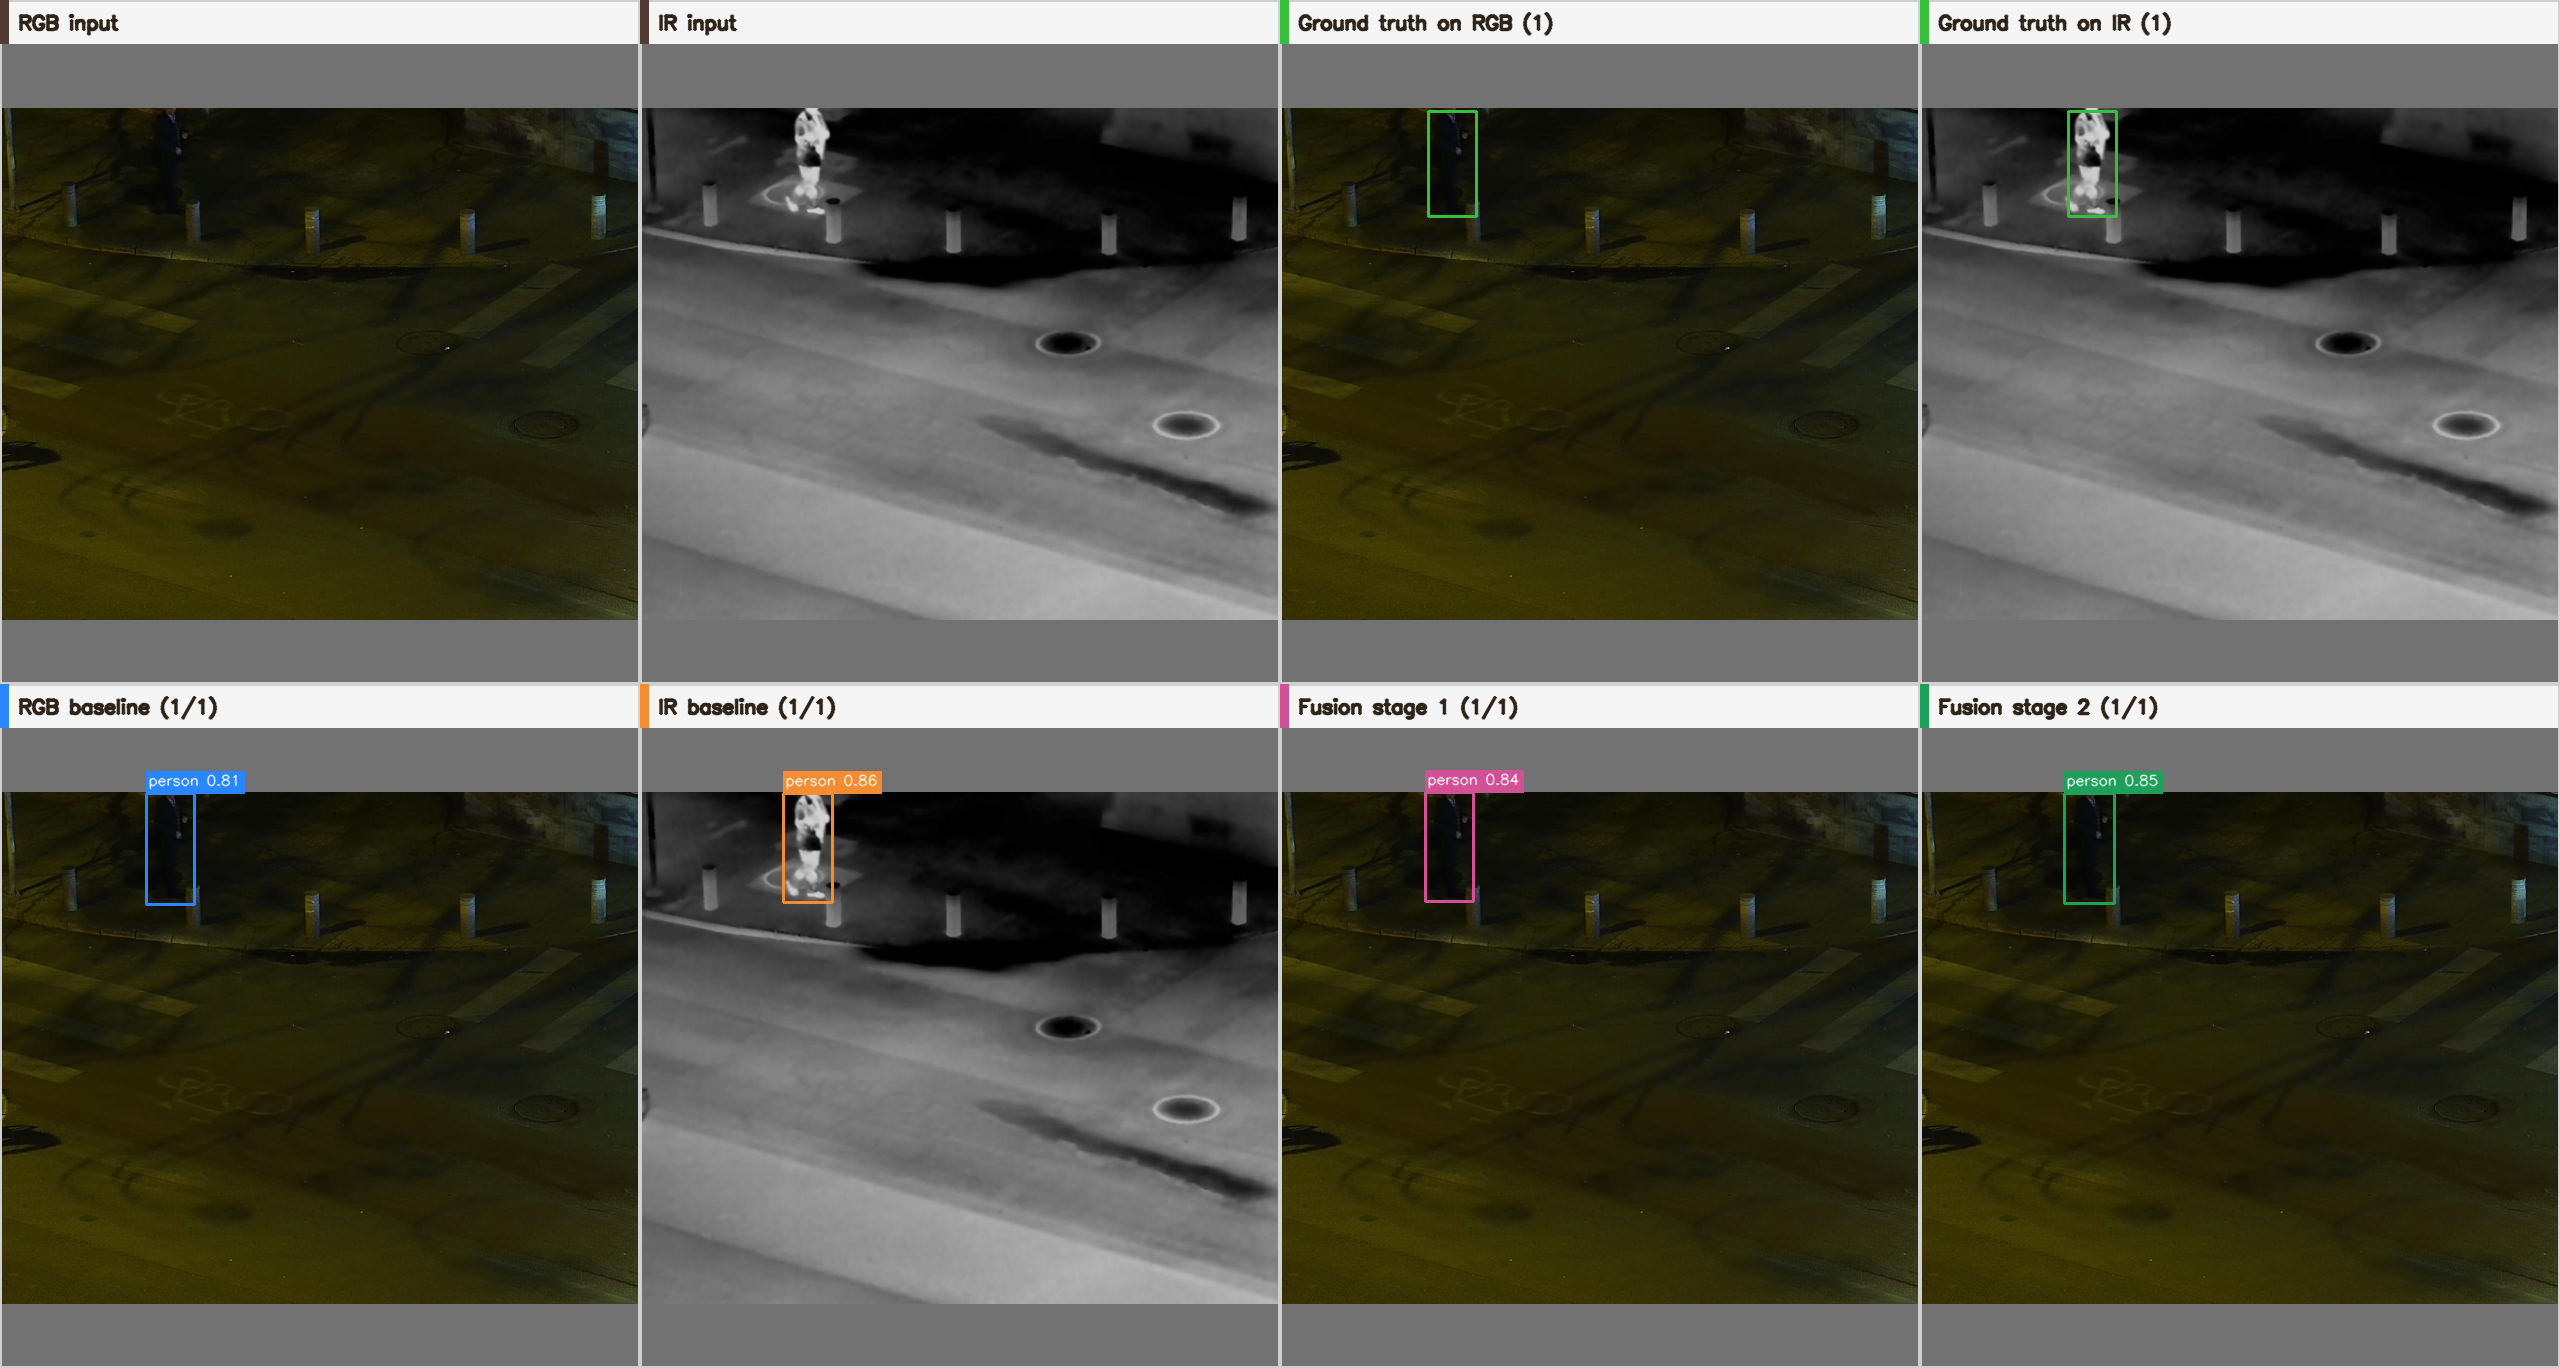 RGB input
IR input
Ground truth on RGB (1)
Ground truth on IR (1)
RGB baseline (1/1)
IR baseline (1/1)
Fusion stage 1 (1/1)
Fusion stage 2 (1/1)
person 0.81
person 0.86
person 0.84
person 0.85